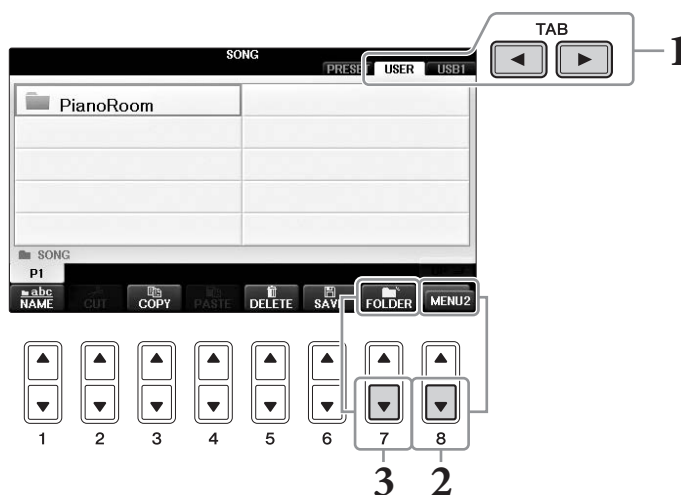 SONG
TAB
PRESET USER USB1
1
PianoRoom
SONG
P1
abc
NAME CUT COPY PASTE DELETE SAVE FOLDER MENU2
1 2 3 4 5 6 7 8
3 2